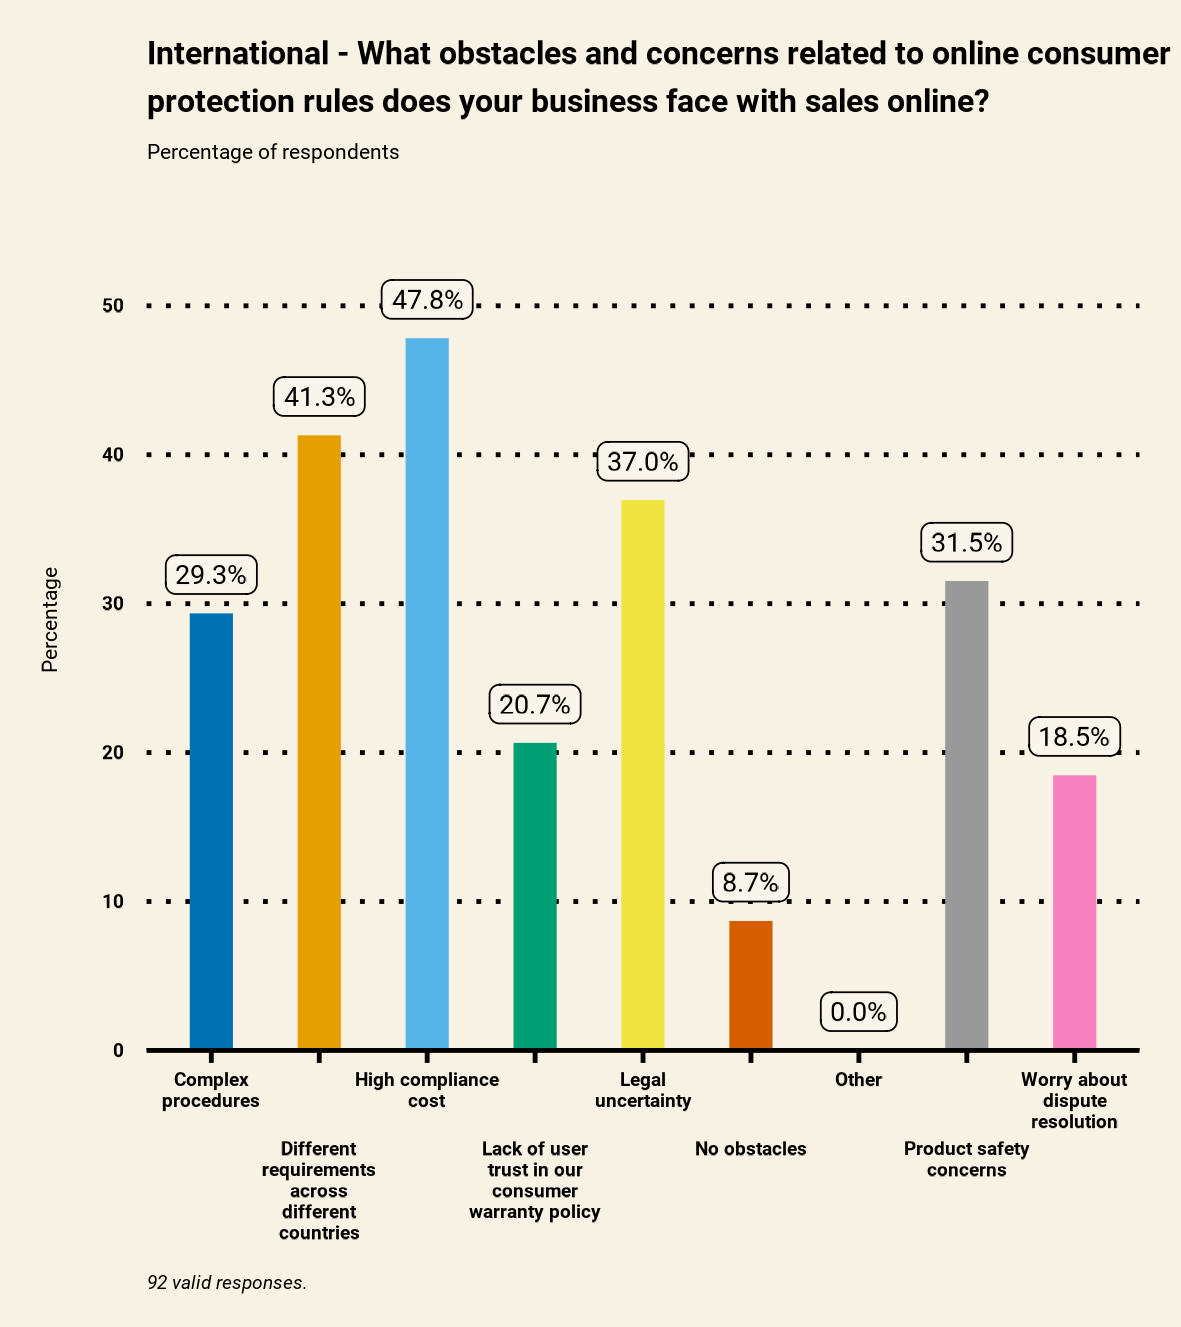 International - What obstacles and concerns related to online consumer
protection rules does your business face with sales online?
Percentage of respondents
Percentage
50
40
30
20
10
0
29.3%
41.3%
47.8%
20.7%
37.0%
8.7%
0.0%
31.5%
18.5%
Complex
procedures
Different
requirements
across
different
countries
High compliance
cost
Lack of user
trust in our
consumer
warranty policy
Legal
uncertainty
No obstacles
Other
Product safety
concerns
Worry about
dispute
resolution
92 valid responses.